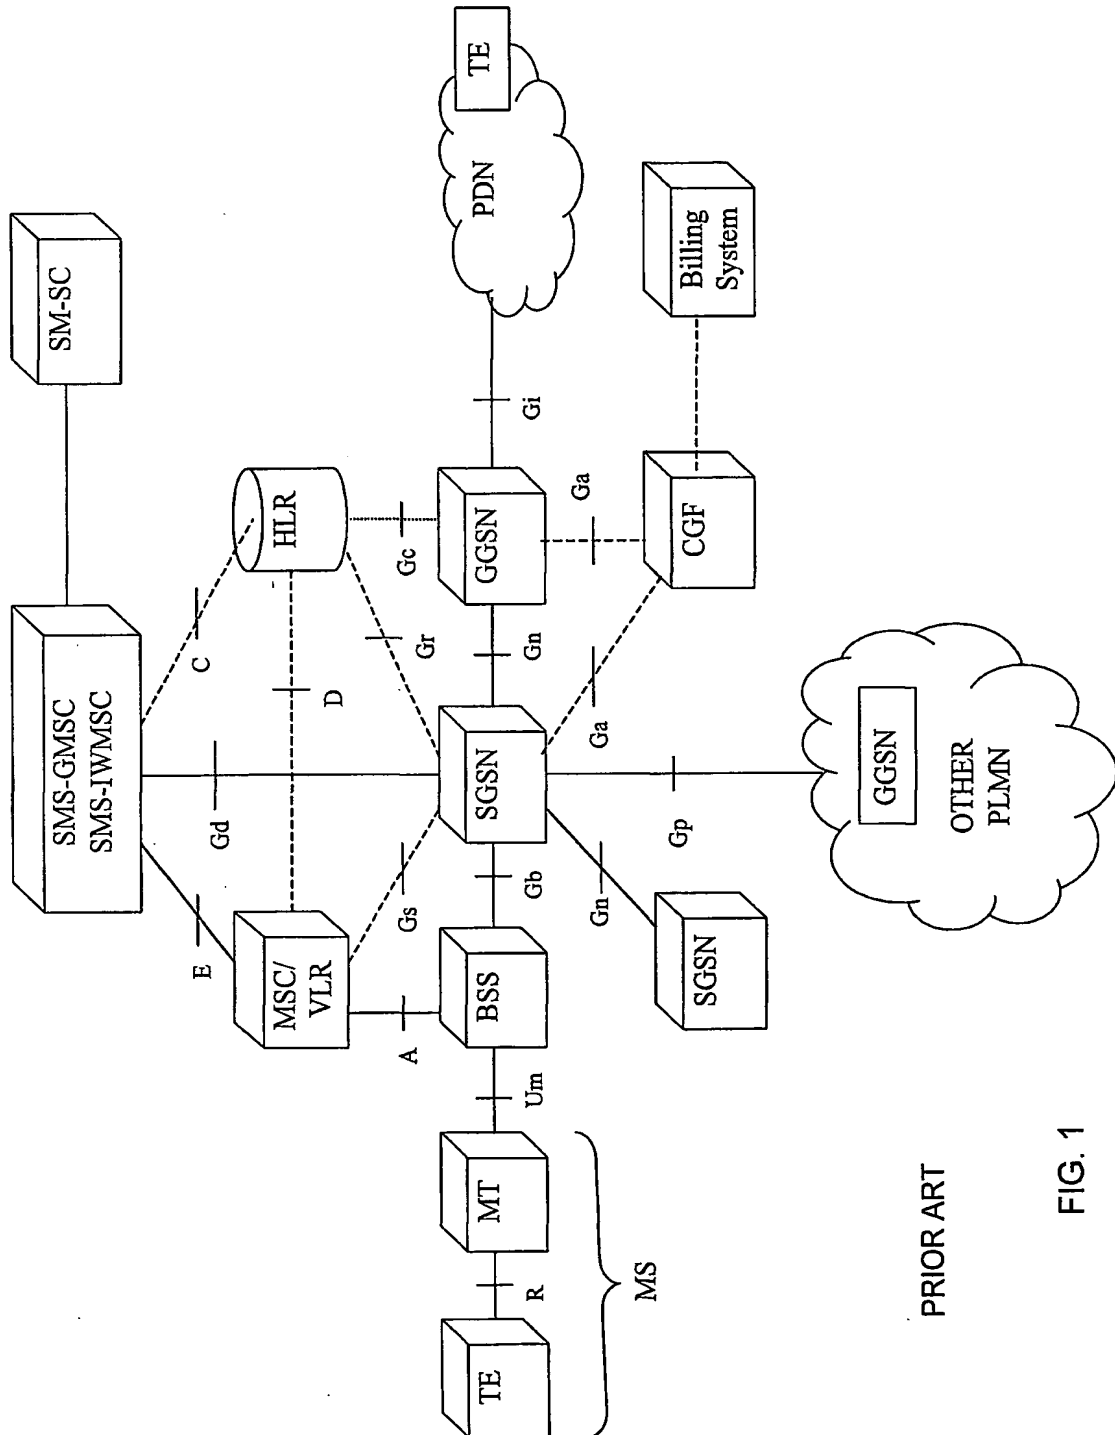 SMS-GMSC
SMS-IWMSC
SM-SC
E
Gd
C
MSC/
VLR
D
HLR
A
Gs
Gr
Gc
TE
R
MT
Um
BSS
Gb
SGSN
Gn
GGSN
Gi
PDN
TE
MS
Gn
Gp
Ga
Ga
SGSN
CGF
Billing
System
GGSN
OTHER
PLMN
PRIOR ART
FIG. 1